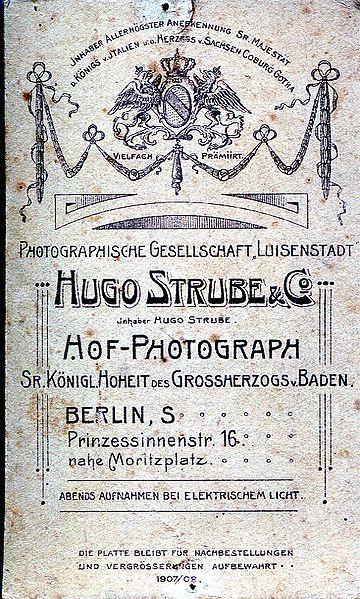 INHABER ALLERHÖGSTER ANERKENNUNG SR. MAJESTÄT
D. KÖNIGS V. ITALIEN U.D. HERZGS V. SACHSEN COBURG GOTHA
VIELFACH PRÄMIIRT.
PHOTOGRAPHISCHE GESELLSCHAFT, LUISENSTADT
HUGO STRUBE & Co
Inhaber HUGO STRUBE.
HOF-PHOTOGRAPH
SR. KÖNIGL. HOHEIT DES GROSSHERZOGS v. BADEN.
BERLIN, S
Prinzessinnenstr. 16.
nahe Moritzplatz.
ABENDS AUFNAHMEN BEI ELEKTRISCHEM LICHT.
DIE PLATTE BLEIBT FÜR NACHBESTELLUNGEN
UND VERGRÖSSERUNGEN AUFBEWAHRT
1907/08.